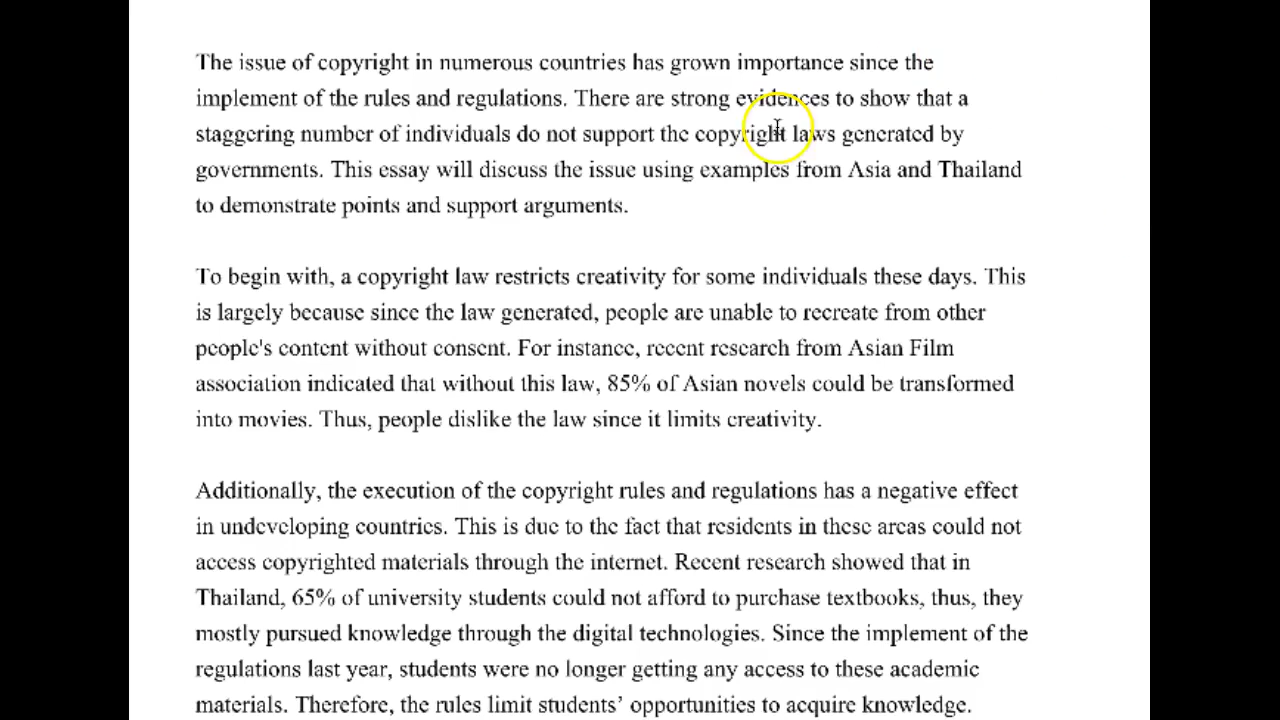 The issue of copyright in numerous countries has grown importance since the
implement of the rules and regulations. There are strong evidences to show that a
staggering number of individuals do not support the copyright laws generated by
governments. This essay will discuss the issue using examples from Asia and Thailand
to demonstrate points and support arguments.
To begin with, a copyright law restricts creativity for some individuals these days. This
is largely because since the law generated, people are unable to recreate from other
people's content without consent. For instance, recent research from Asian Film
association indicated that without this law, 85% of Asian novels could be transformed
into movies. Thus, people dislike the law since it limits creativity.
Additionally, the execution of the copyright rules and regulations has a negative effect
in undeveloping countries. This is due to the fact that residents in these areas could not
access copyrighted materials through the internet. Recent research showed that in
Thailand, 65% of university students could not afford to purchase textbooks, thus, they
mostly pursued knowledge through the digital technologies. Since the implement of the
regulations last year, students were no longer getting any access to these academic
materials. Therefore, the rules limit students’ opportunities to acquire knowledge.